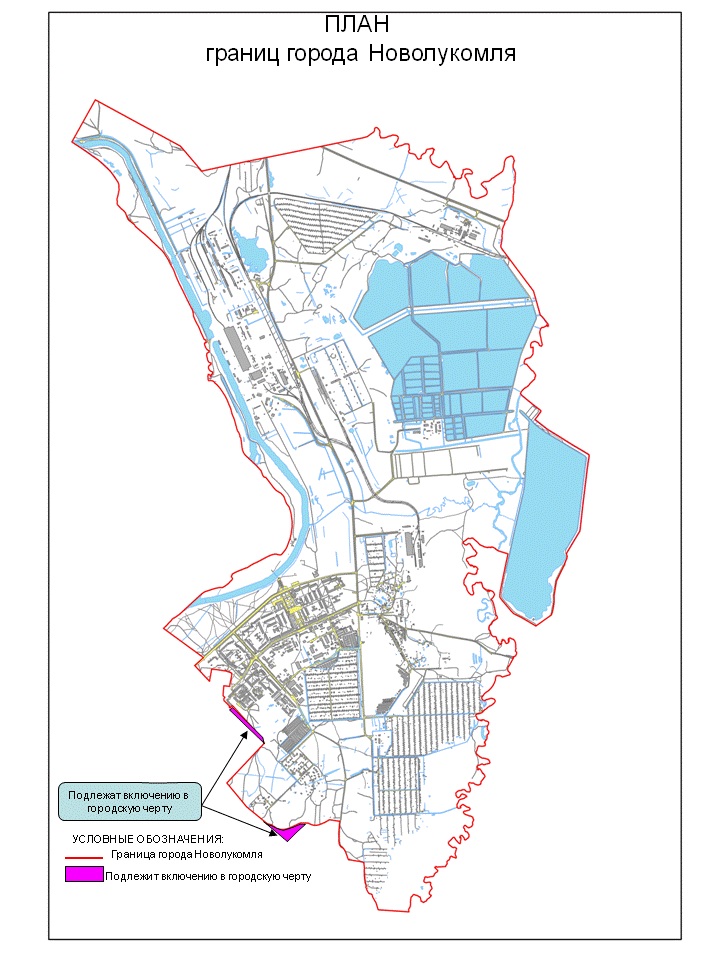 ПЛАН
границ города Новолукомля
Подлежат включению в
городскую черту
УСЛОВНЫЕ ОБОЗНАЧЕНИЯ:
Граница города Новолукомля
Подлежит включению в городскую черту